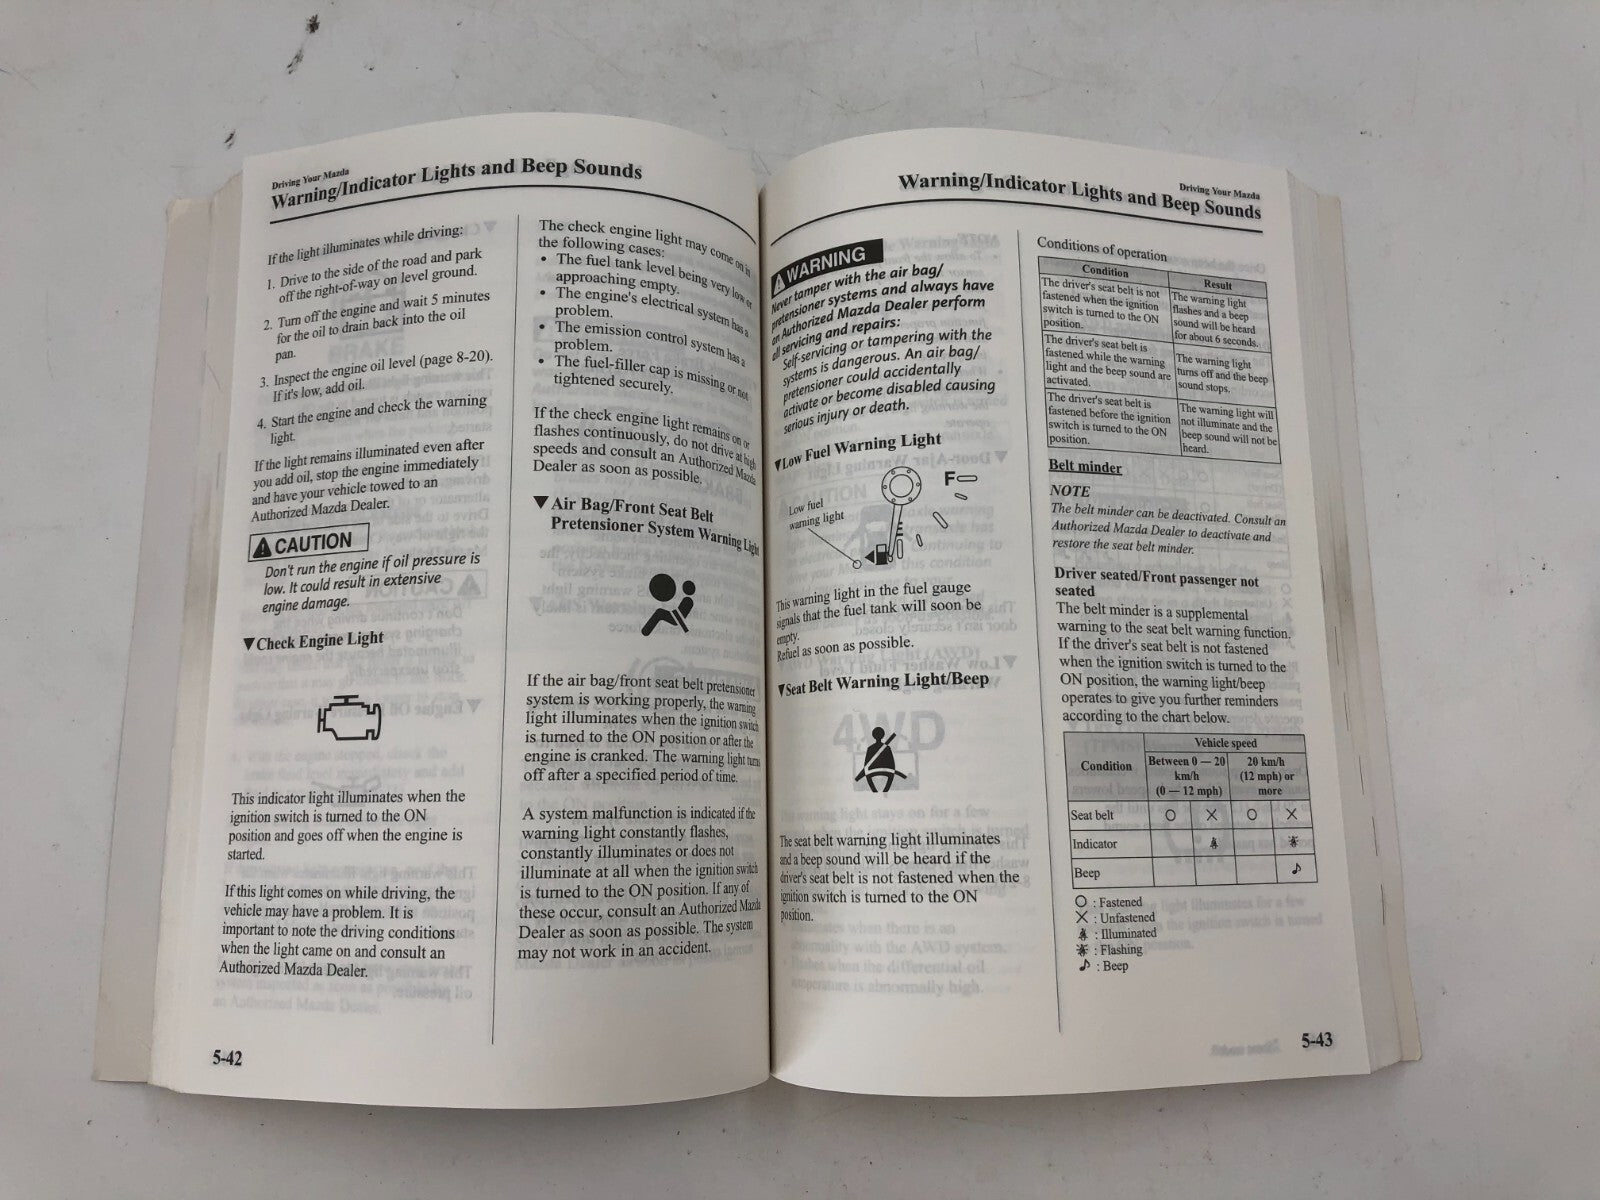 Driving Your Mazda
Warning/Indicator Lights and Beep Sounds
If the light illuminates while driving:
1. Drive to the side of the road and park
off the right-of-way on level ground.
2. Turn off the engine and wait 5 minutes
for the oil to drain back into the oil
pan.
3. Inspect the engine oil level (page 8-20).
If it's low, add oil.
4. Start the engine and check the warning
light.
If the light remains illuminated even after
you add oil, stop the engine immediately
and have your vehicle towed to an
Authorized Mazda Dealer.
CAUTION
Don't run the engine if oil pressure is
low. It could result in extensive
engine damage.
▼Check Engine Light
This indicator light illuminates when the
ignition switch is turned to the ON
position and goes off when the engine is
started.
If this light comes on while driving, the
vehicle may have a problem. It is
important to note the driving conditions
when the light came on and consult an
Authorized Mazda Dealer.
5-42
The check engine light may come on in
the following cases:
• The fuel tank level being very low or
approaching empty.
• The engine's electrical system has a
problem.
• The emission control system has a
problem.
• The fuel-filler cap is missing or not
tightened securely.
If the check engine light remains on or
flashes continuously, do not drive at high
speeds and consult an Authorized Mazda
Dealer as soon as possible.
▼Air Bag/Front Seat Belt
Pretensioner System Warning Light
If the air bag/front seat belt pretensioner
system is working properly, the warning
light illuminates when the ignition switch
is turned to the ON position or after the
engine is cranked. The warning light turns
off after a specified period of time.
A system malfunction is indicated if the
warning light constantly flashes,
constantly illuminates or does not
illuminate at all when the ignition switch
is turned to the ON position. If any of
these occur, consult an Authorized Mazda
Dealer as soon as possible. The system
may not work in an accident.
Driving Your Mazda
Warning/Indicator Lights and Beep Sounds
WARNING
Never tamper with the air bag/
pretensioner systems and always have
an Authorized Mazda Dealer perform
all servicing and repairs:
Self-servicing or tampering with the
systems is dangerous. An air bag/
pretensioner could accidentally
activate or become disabled causing
serious injury or death.
▼Low Fuel Warning Light
F
Low fuel
warning light
This warning light in the fuel gauge
signals that the fuel tank will soon be
empty.
Refuel as soon as possible.
▼Seat Belt Warning Light/Beep
The seat belt warning light illuminates
and a beep sound will be heard if the
driver's seat belt is not fastened when the
ignition switch is turned to the ON
position.
Conditions of operation
Condition Result
The driver's seat belt is not
fastened when the ignition
switch is turned to the ON
position.
The warning light
flashes and a beep
sound will be heard
for about 6 seconds.
The driver's seat belt is
fastened while the warning
light and the beep sound are
activated.
The warning light
turns off and the beep
sound stops.
The driver's seat belt is
fastened before the ignition
switch is turned to the ON
position.
The warning light will
not illuminate and the
beep sound will not be
heard.
Belt minder
NOTE
The belt minder can be deactivated. Consult an
Authorized Mazda Dealer to deactivate and
restore the seat belt minder.
Driver seated/Front passenger not
seated
The belt minder is a supplemental
warning to the seat belt warning function.
If the driver's seat belt is not fastened
when the ignition switch is turned to the
ON position, the warning light/beep
operates to give you further reminders
according to the chart below.
Condition
Vehicle speed
Between 0 — 20
km/h
(0 — 12 mph)
20 km/h
(12 mph) or
more
Seat belt ○ × ○ ×
Indicator
Beep ♪
○ : Fastened
× : Unfastened
: Illuminated
: Flashing
♪ : Beep
5-43